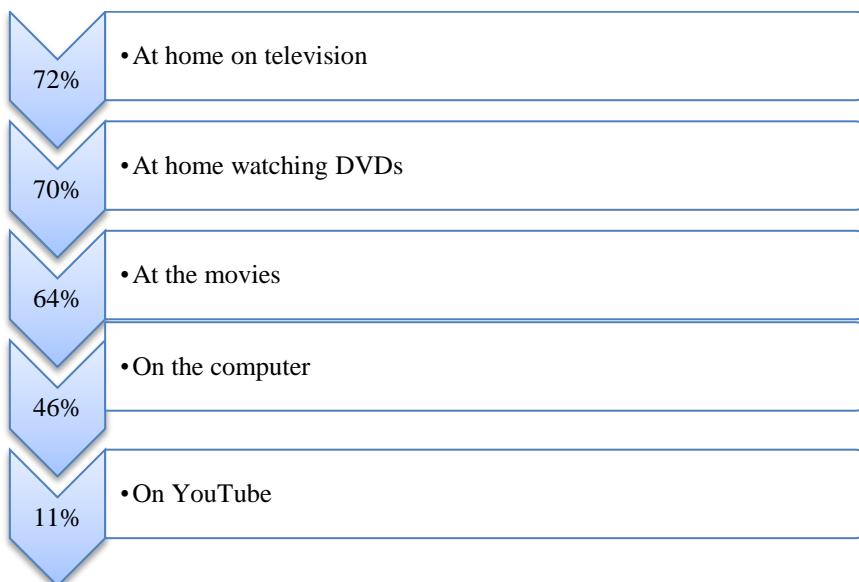 72%
•At home on television
70%
•At home watching DVDs
64%
•At the movies
46%
•On the computer
11%
•On YouTube